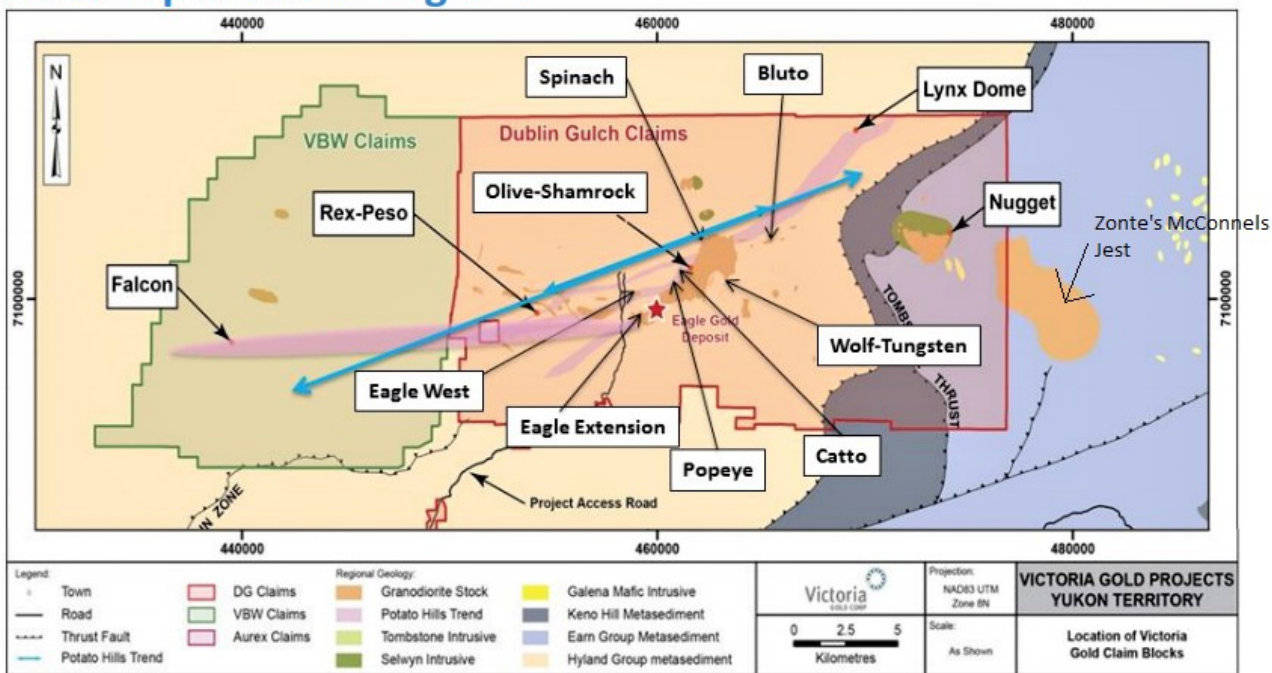 440000
460000
480000
N
Spinach
Bluto
Lynx Dome
VBW Claims
Dublin Gulch Claims
Olive-Shamrock
Rex-Peso
Nugget
Zonte's McConnels
Jest
Falcon
7100000
7100000
Eagle Gold
Deposit
TOMBS
THRUST
Wolf-Tungsten
Eagle West
Eagle Extension
Popeye
Catto
Project Access Road
IN ZONE
440000
460000
480000
Legend:
Town
Road
Thrust Fault
Potato Hills Trend
DG Claims
VBW Claims
Aurex Claims
Regional Geology:
Granodiorite Stock
Potato Hills Trend
Tombstone Intrusive
Selwyn Intrusive
Galena Mafic Intrusive
Keno Hill Metasediment
Earn Group Metasediment
Hyland Group metasediment
Victoria
GOLD CORP
0 2.5 5
Kilometres
Projection:
NAD83 UTM
Zone 8N
Scale:
As Shown
VICTORIA GOLD PROJECTS
YUKON TERRITORY
Location of Victoria
Gold Claim Blocks